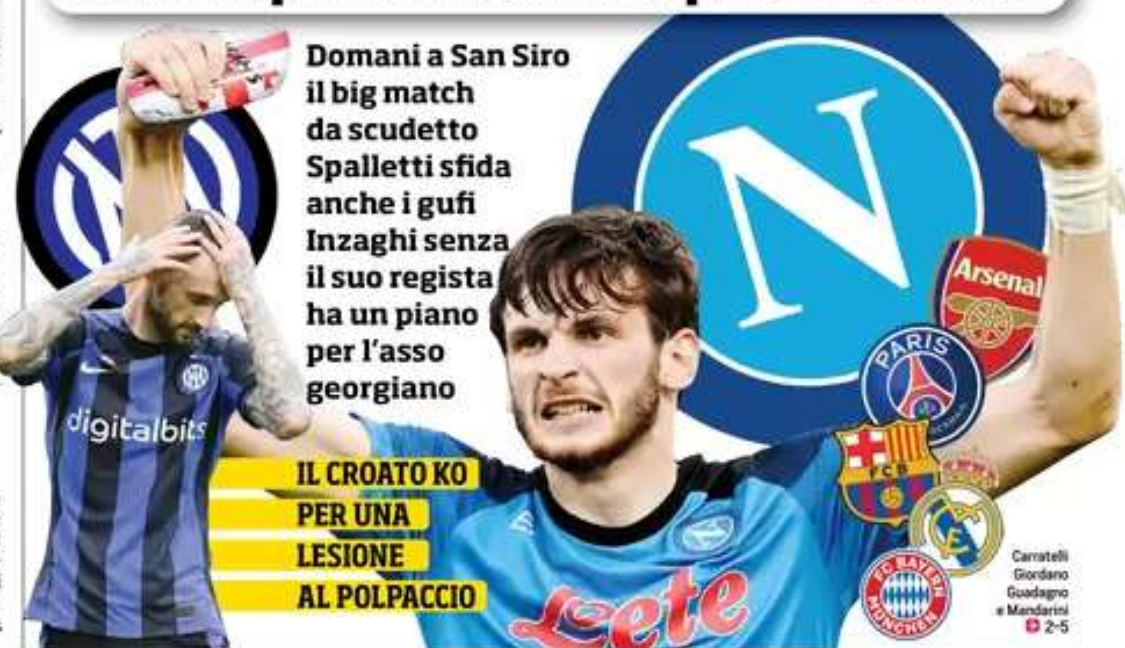 Domani a San Siro
il big match
da scudetto
Spalletti sfida
anche i gufi
Inzaghi senza
il suo regista
ha un piano
per l'asso
georgiano
IL CROATO KO
PER UNA
LESIONE
AL POLPACCIO
digitalbits
Lete
N
Arsenal
PARIS
FCB
FC BAYERN
MÜNCHEN
Carratelli
Giordano
Guadagno
e Mandarini
2-5